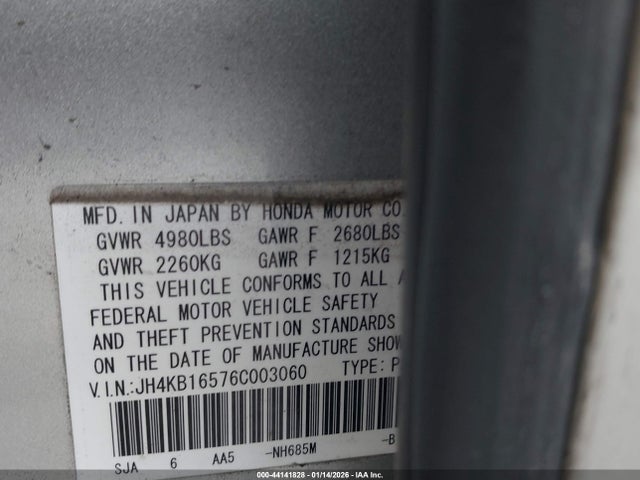 MFD. IN JAPAN BY HONDA MOTOR CO
GVWR 4980LBS GAWR F 2680LBS
GVWR 2260KG GAWR F 1215KG
THIS VEHICLE CONFORMS TO ALL A
FEDERAL MOTOR VEHICLE SAFETY
AND THEFT PREVENTION STANDARDS
ON THE DATE OF MANUFACTURE SHOW
V.I.N.:JH4KB16576C003060 TYPE: P
SJA 6 AA5 -NH685M -B
000-44141828 - 01/14/2026 - IAA Inc.